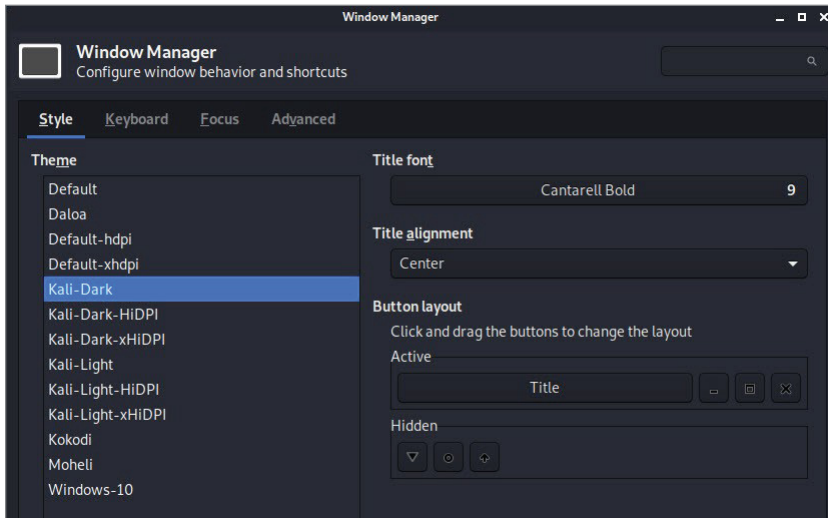 Window Manager
Window Manager
Configure window behavior and shortcuts
Style Keyboard Focus Advanced
Theme
Default
Daloa
Default-hdpi
Default-xhdpi
Kali-Dark
Kali-Dark-HiDPI
Kali-Dark-xHiDPI
Kali-Light
Kali-Light-HiDPI
Kali-Light-xHiDPI
Kokodi
Moheli
Windows-10
Title font
Cantarell Bold 9
Title alignment
Center
Button layout
Click and drag the buttons to change the layout
Active
Title
Hidden